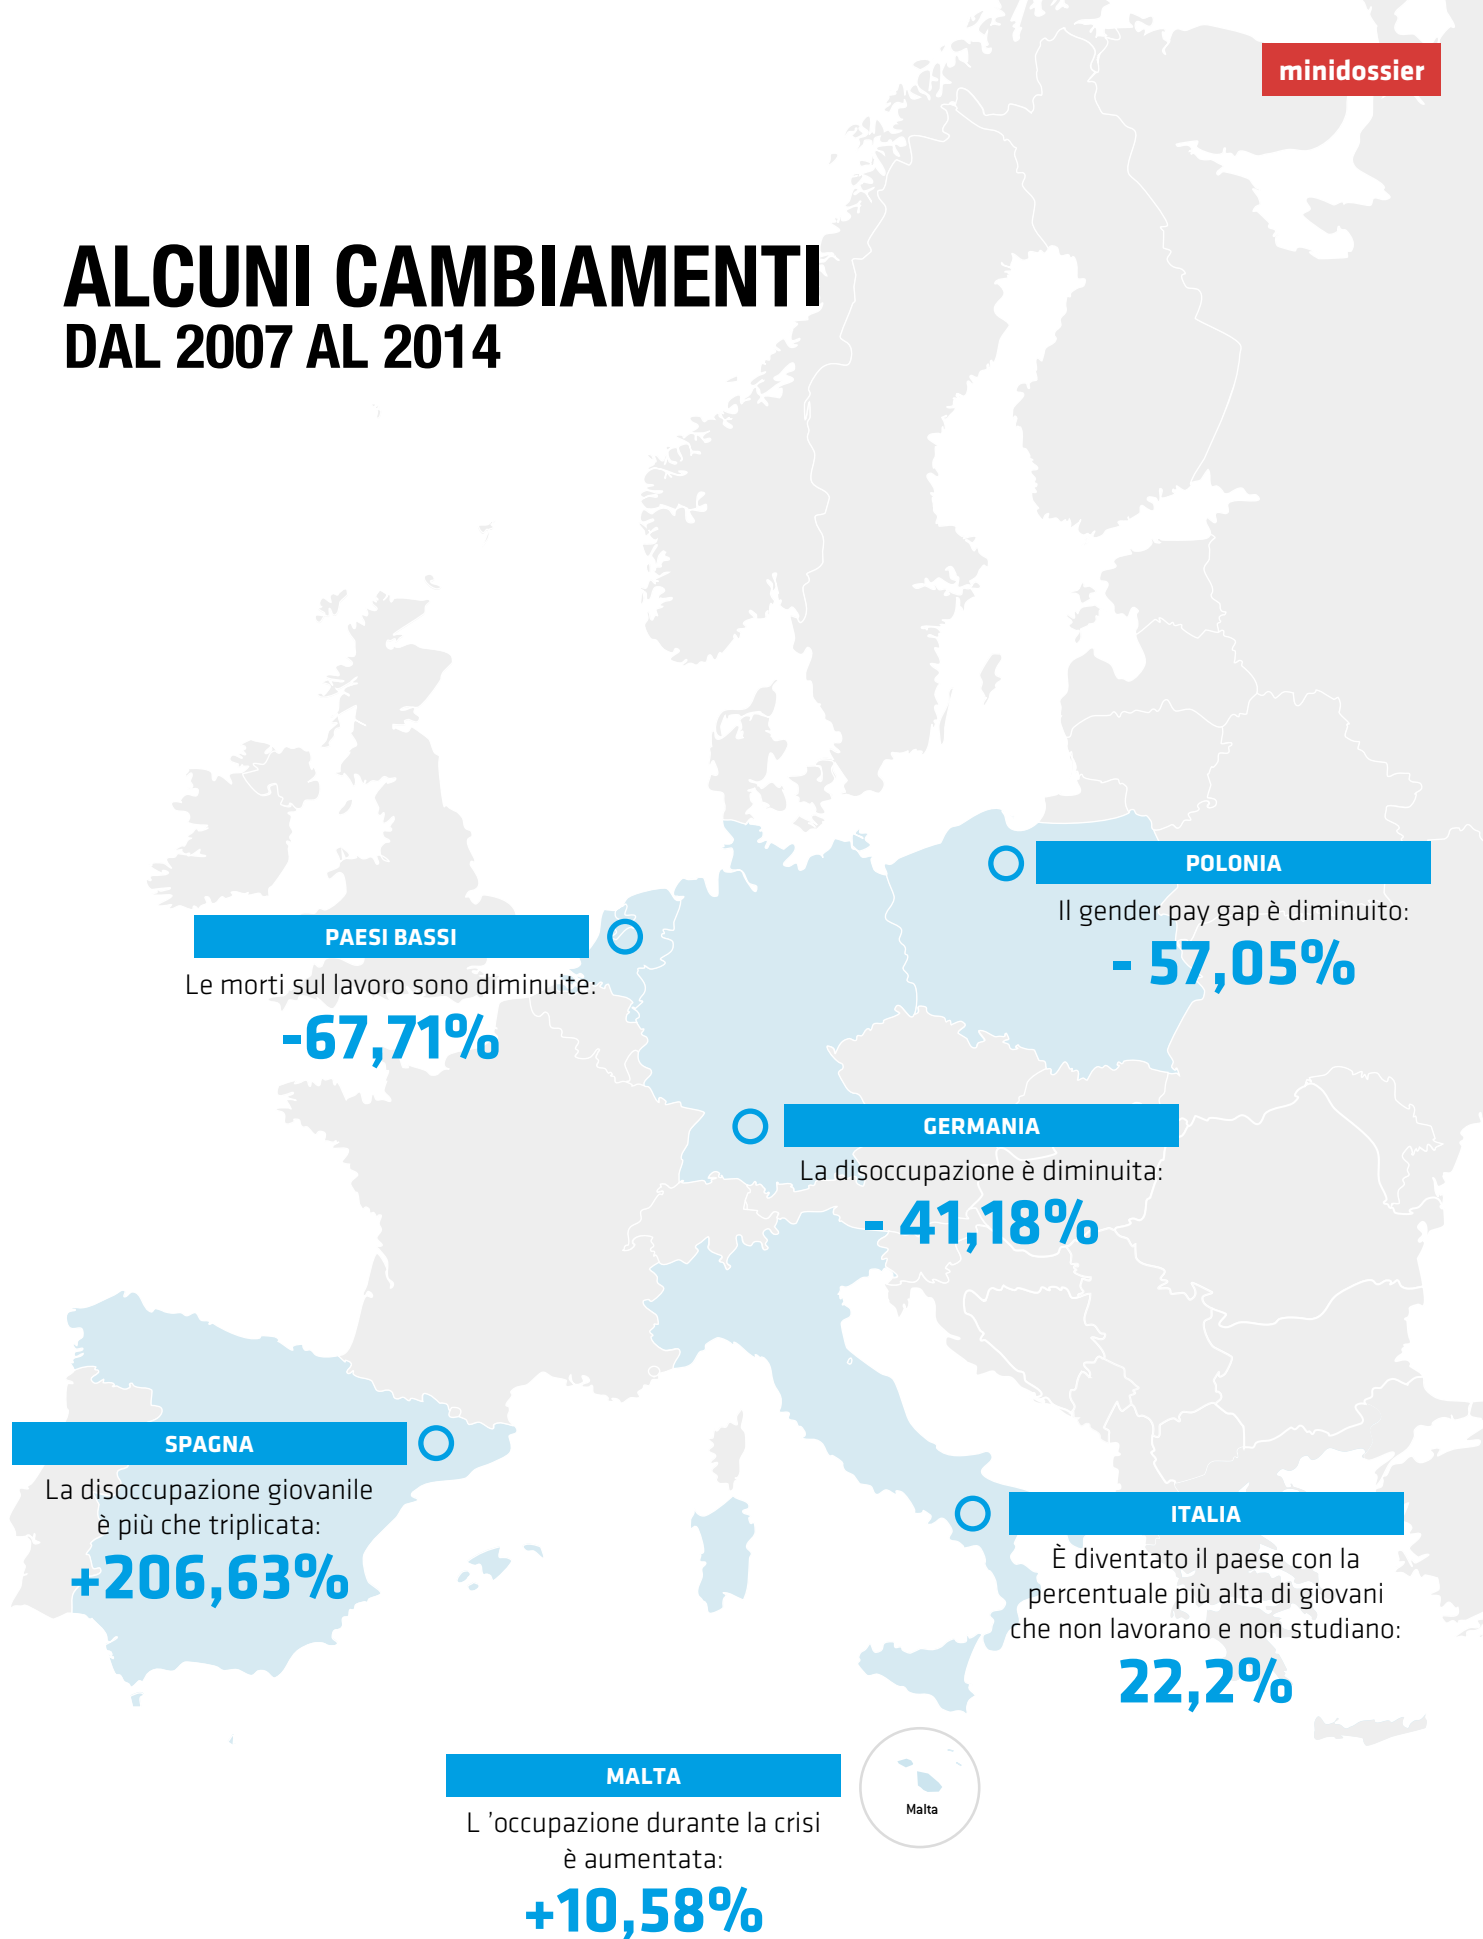 minidossier
ALCUNI CAMBIAMENTI
DAL 2007 AL 2014
POLONIA
Il gender pay gap è diminuito:
- 57,05%
PAESI BASSI
Le morti sul lavoro sono diminuite:
-67,71%
GERMANIA
La disoccupazione è diminuita:
- 41,18%
SPAGNA
La disoccupazione giovanile
è più che triplicata:
+206,63%
ITALIA
È diventato il paese con la
percentuale più alta di giovani
che non lavorano e non studiano:
22,2%
MALTA
L 'occupazione durante la crisi
è aumentata:
+10,58%
Malta